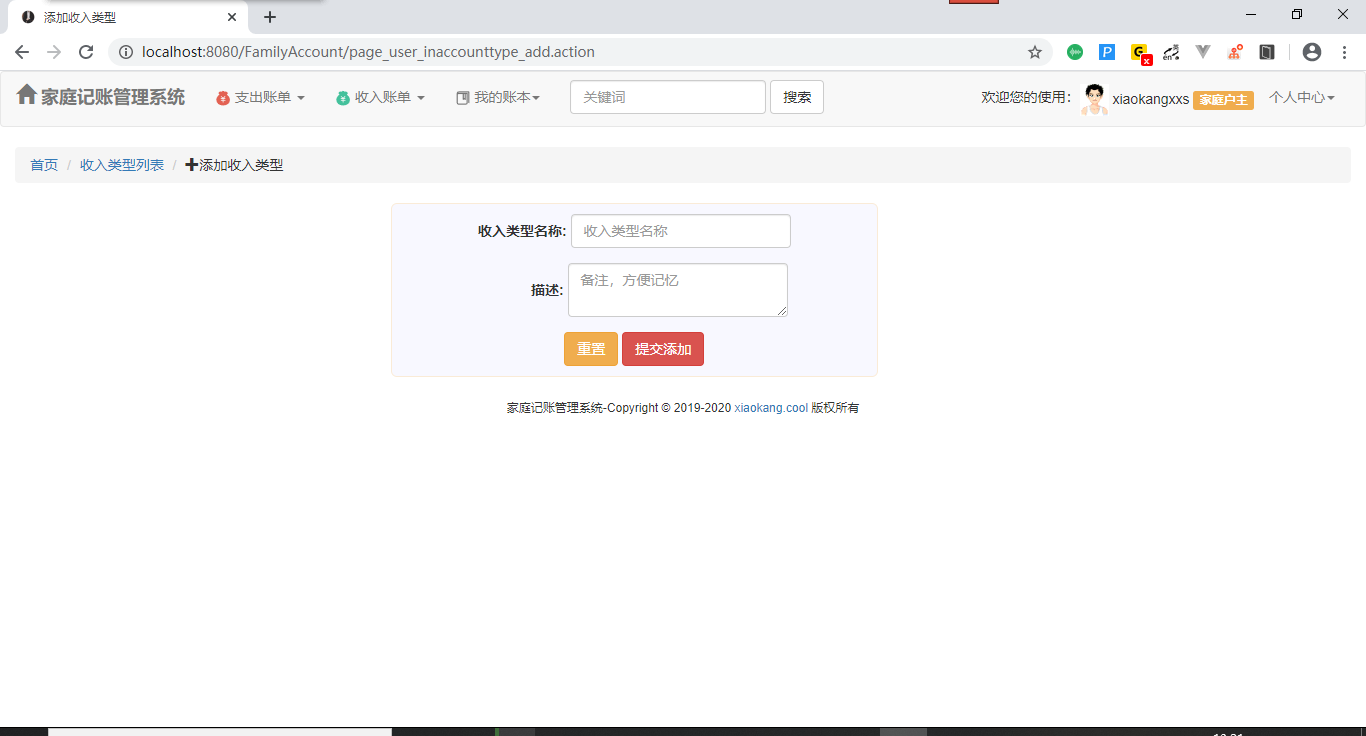 添加收入类型
localhost:8080/FamilyAccount/page_user_inaccounttype_add.action
家庭记账管理系统 支出账单 收入账单 我的账本 关键词 搜索 欢迎您的使用: xiaokangxxs 家庭户主 个人中心
首页 / 收入类型列表 / 添加收入类型
收入类型名称: 收入类型名称
描述: 备注，方便记忆
重置 提交添加
家庭记账管理系统-Copyright © 2019-2020 xiaokang.cool 版权所有